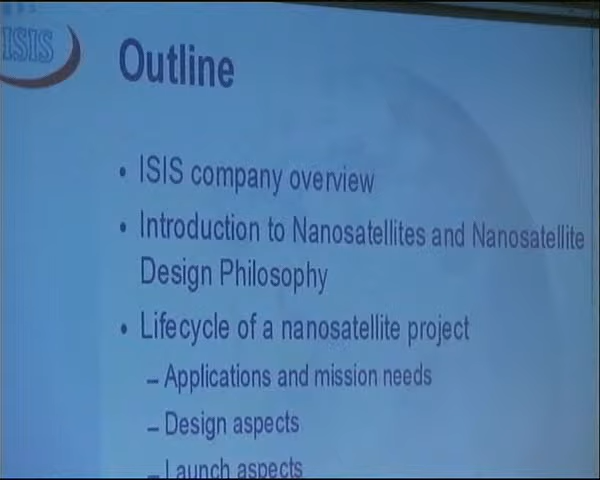 ISIS
Outline
• ISIS company overview
• Introduction to Nanosatellites and Nanosatellite
Design Philosophy
• Lifecycle of a nanosatellite project
– Applications and mission needs
– Design aspects
– Launch aspects